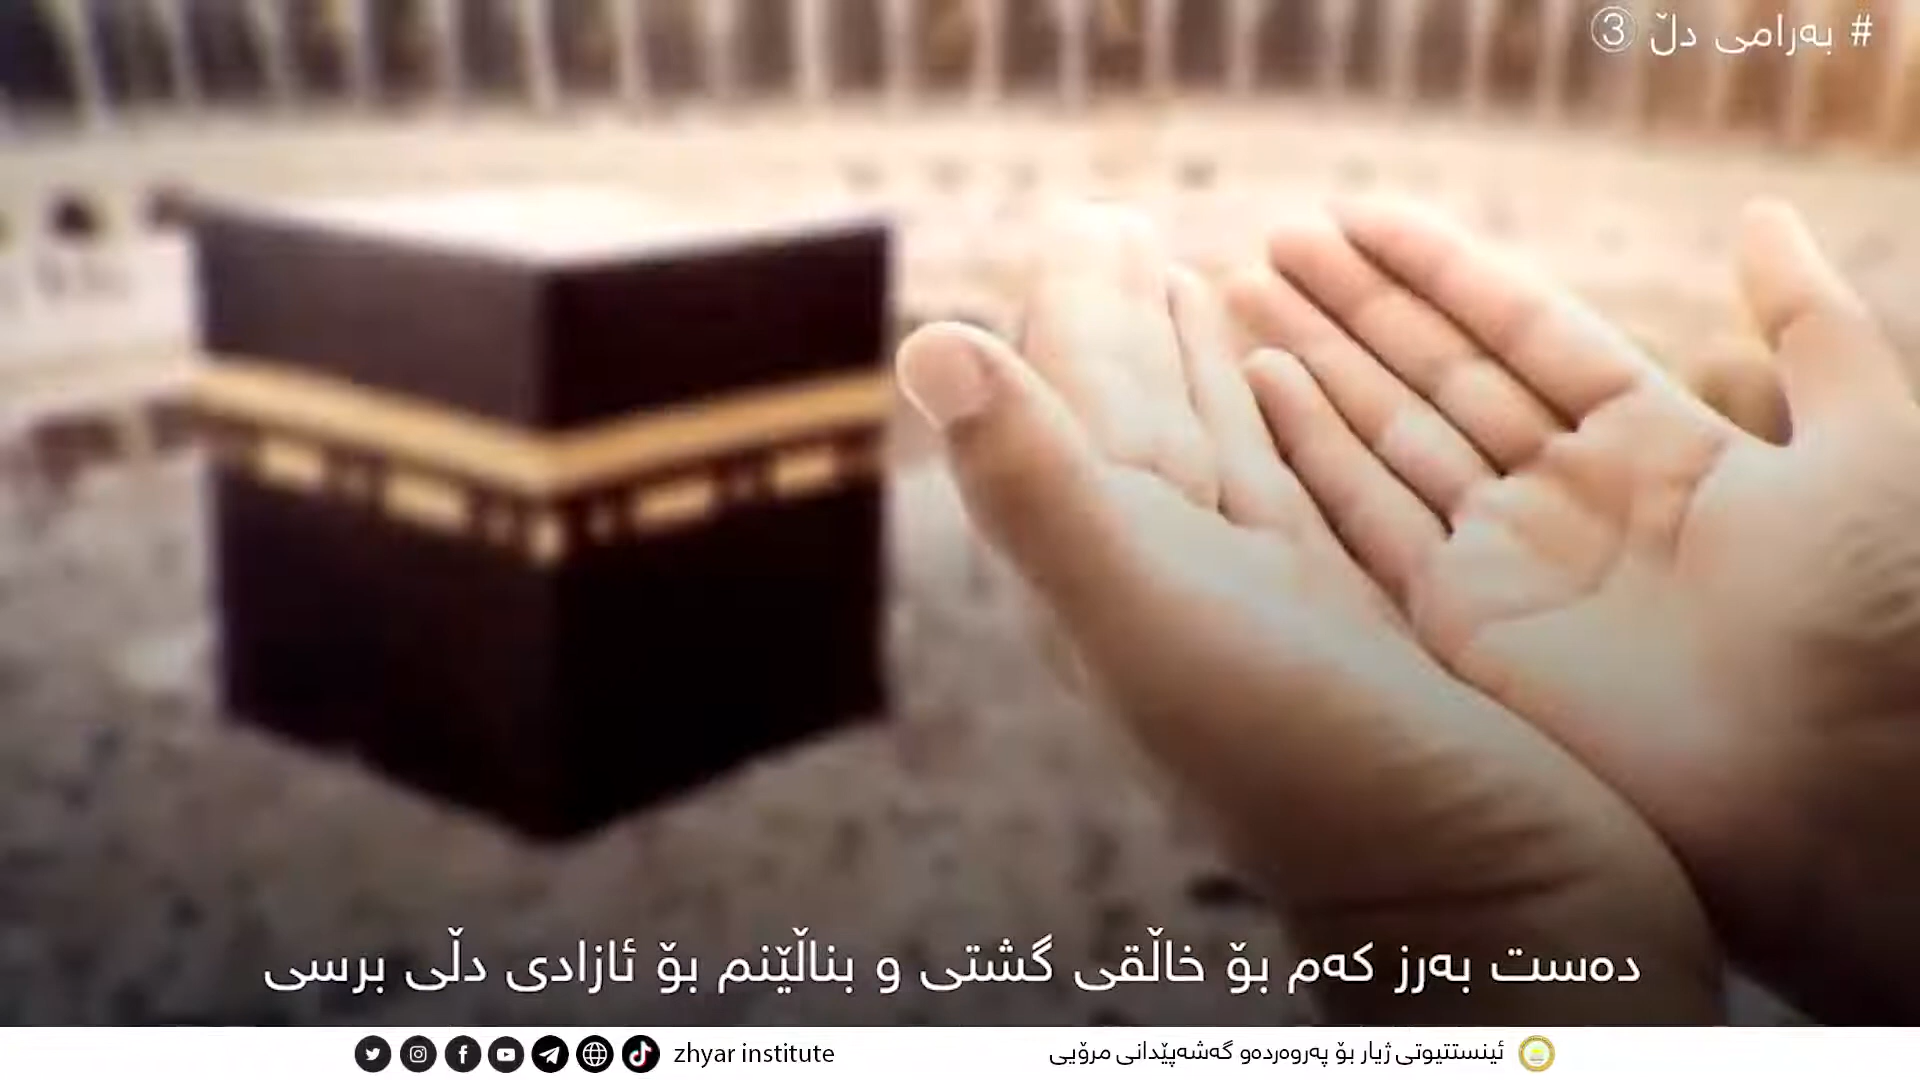 # بەرامی دڵ ③
دەست بەرز کەم بۆ خاڵقی گشتی و بناڵێنم بۆ ئازادی دڵی برسی
zhyar institute
ئینستتیوتی ژیار بۆ پەروەردەو گەشەپێدانی مرۆیی